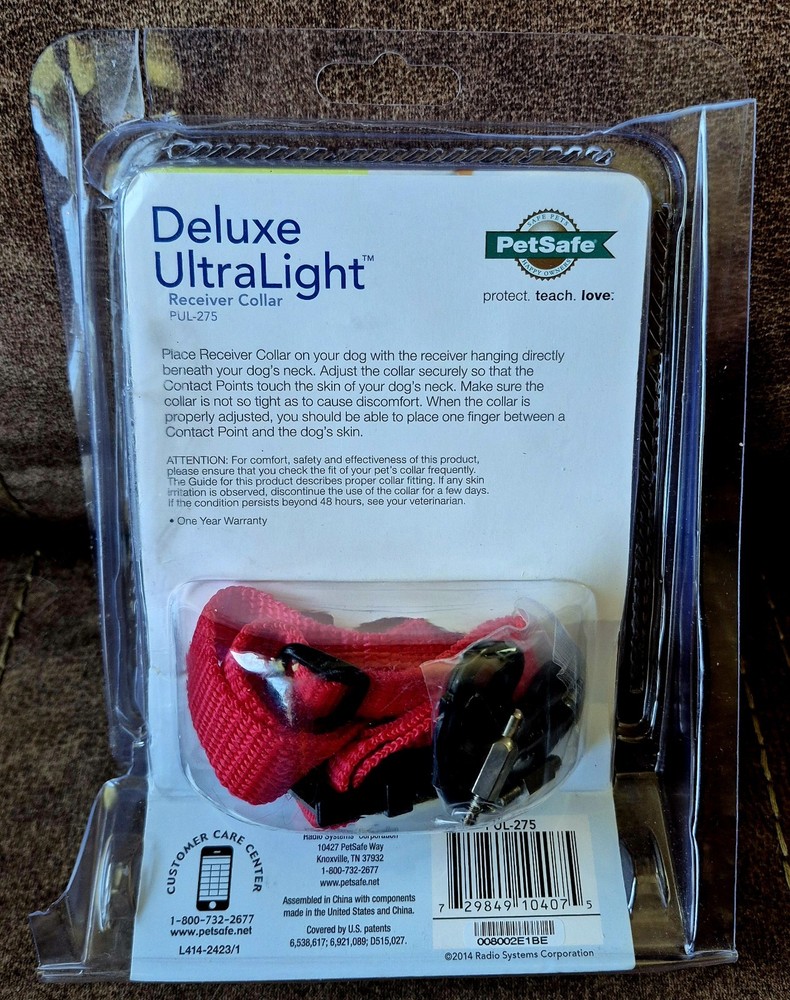 Deluxe
UltraLight™
Receiver Collar
PUL-275
SAFE PETS
PetSafe®
HAPPY OWNERS
protect. teach. love:
Place Receiver Collar on your dog with the receiver hanging directly
beneath your dog's neck. Adjust the collar securely so that the
Contact Points touch the skin of your dog's neck. Make sure the
collar is not so tight as to cause discomfort. When the collar is
properly adjusted, you should be able to place one finger between a
Contact Point and the dog's skin.
ATTENTION: For comfort, safety and effectiveness of this product,
please ensure that you check the fit of your pet's collar frequently.
The Guide for this product describes proper collar fitting. If any skin
irritation is observed, discontinue the use of the collar for a few days.
If the condition persists beyond 48 hours, see your veterinarian.
• One Year Warranty
CUSTOMER CARE CENTER
1-800-732-2677
www.petsafe.net
L414-2423/1
Radio Systems Corporation
10427 PetSafe Way
Knoxville, TN 37932
1-800-732-2677
www.petsafe.net
Assembled in China with components
made in the United States and China.
Covered by U.S. patents
6,538,617; 6,921,089; D515,027.
PUL-275
7 29849 10407 5
008002E1BE
©2014 Radio Systems Corporation